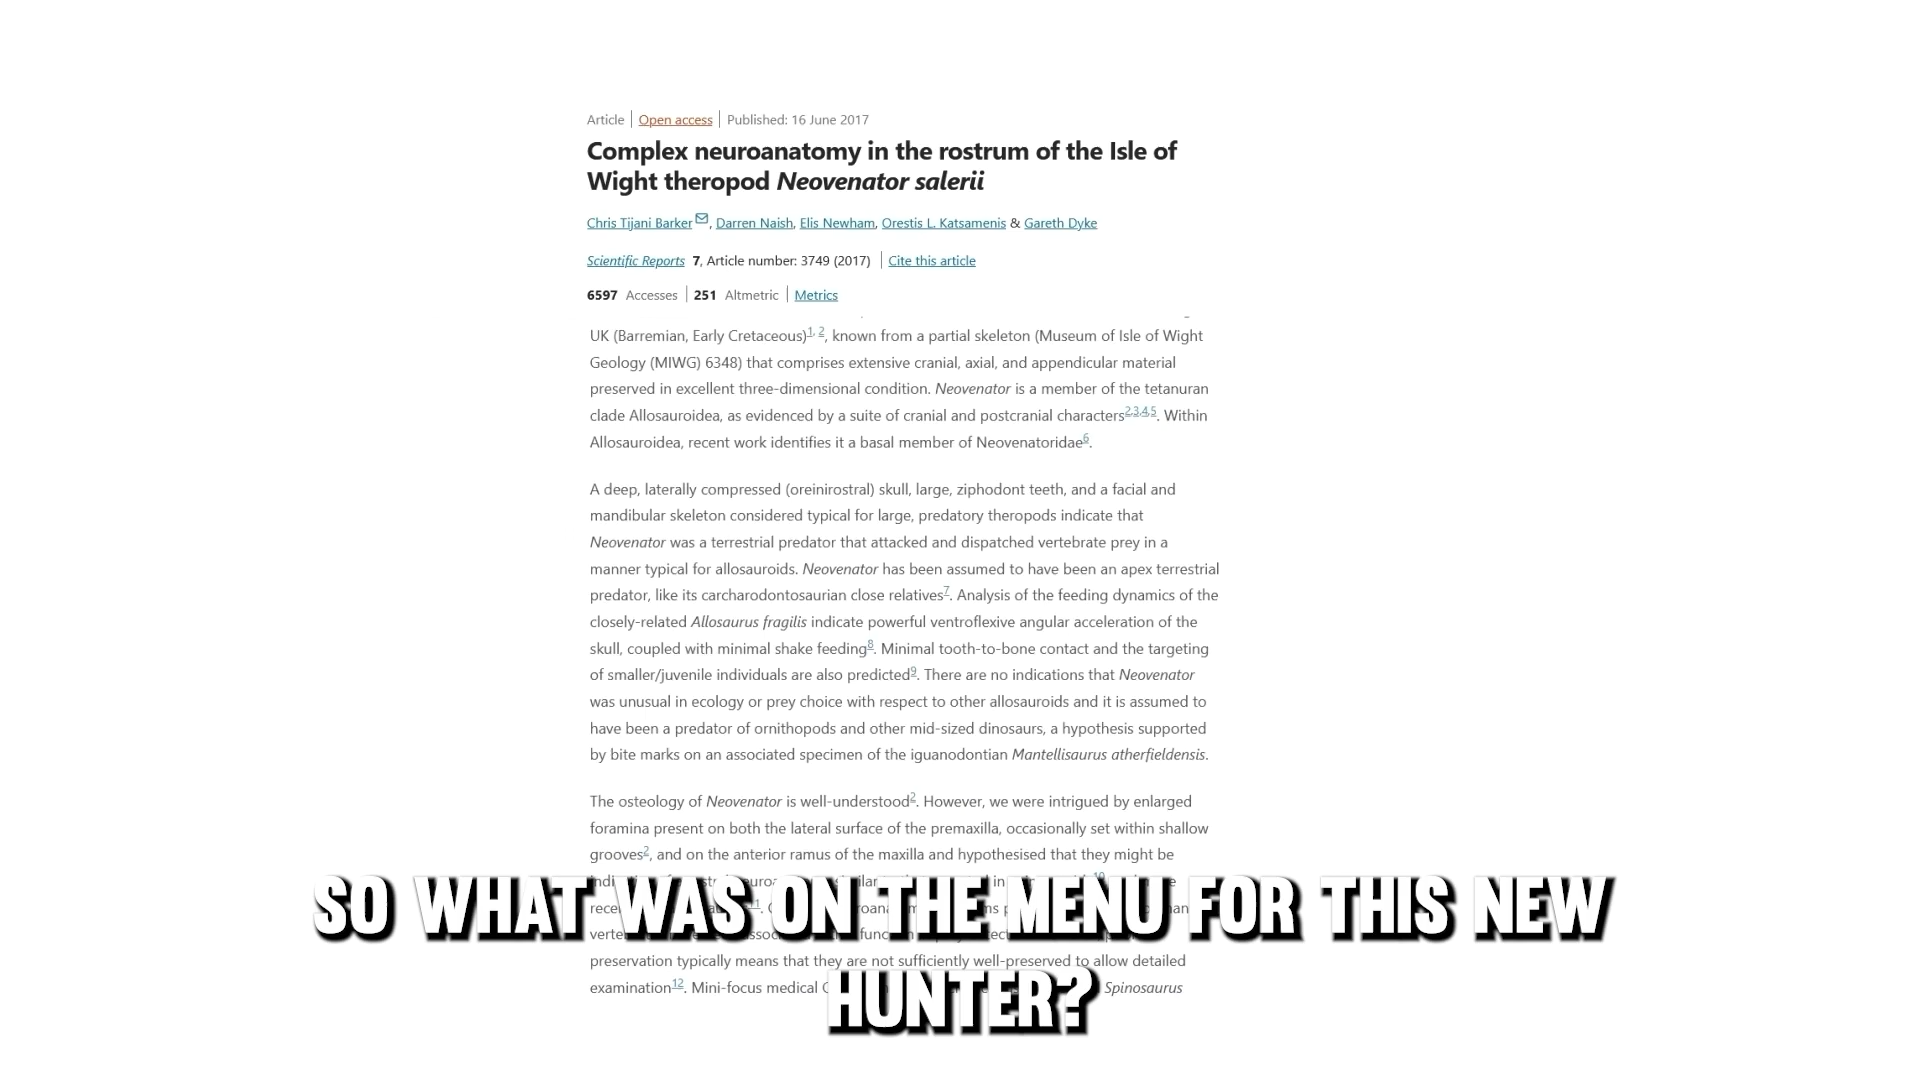 Article | Open access | Published: 16 June 2017
Complex neuroanatomy in the rostrum of the Isle of
Wight theropod Neovenator salerii
Chris Tijani Barker, Darren Naish, Elis Newham, Orestis L. Katsamenis & Gareth Dyke
Scientific Reports 7, Article number: 3749 (2017) | Cite this article
6597 Accesses | 251 Altmetric | Metrics
UK (Barremian, Early Cretaceous)1, 2, known from a partial skeleton (Museum of Isle of Wight
Geology (MIWG) 6348) that comprises extensive cranial, axial, and appendicular material
preserved in excellent three-dimensional condition. Neovenator is a member of the tetanuran
clade Allosauroidea, as evidenced by a suite of cranial and postcranial characters2,3,4,5. Within
Allosauroidea, recent work identifies it a basal member of Neovenatoridae6.
A deep, laterally compressed (oreinirostral) skull, large, ziphodont teeth, and a facial and
mandibular skeleton considered typical for large, predatory theropods indicate that
Neovenator was a terrestrial predator that attacked and dispatched vertebrate prey in a
manner typical for allosauroids. Neovenator has been assumed to have been an apex terrestrial
predator, like its carcharodontosaurian close relatives7. Analysis of the feeding dynamics of the
closely-related Allosaurus fragilis indicate powerful ventroflexive angular acceleration of the
skull, coupled with minimal shake feeding8. Minimal tooth-to-bone contact and the targeting
of smaller/juvenile individuals are also predicted9. There are no indications that Neovenator
was unusual in ecology or prey choice with respect to other allosauroids and it is assumed to
have been a predator of ornithopods and other mid-sized dinosaurs, a hypothesis supported
by bite marks on an associated specimen of the iguanodontian Mantellisaurus atherfieldensis.
The osteology of Neovenator is well-understood2. However, we were intrigued by enlarged
foramina present on both the lateral surface of the premaxilla, occasionally set within shallow
grooves2, and on the anterior ramus of the maxilla and hypothesised that they might be
SO WHAT WAS ON THE MENU FOR THIS NEW
preservation typically means that they are not sufficiently well-preserved to allow detailed
examination12. Mini-focus medical Spinosaurus
HUNTER?